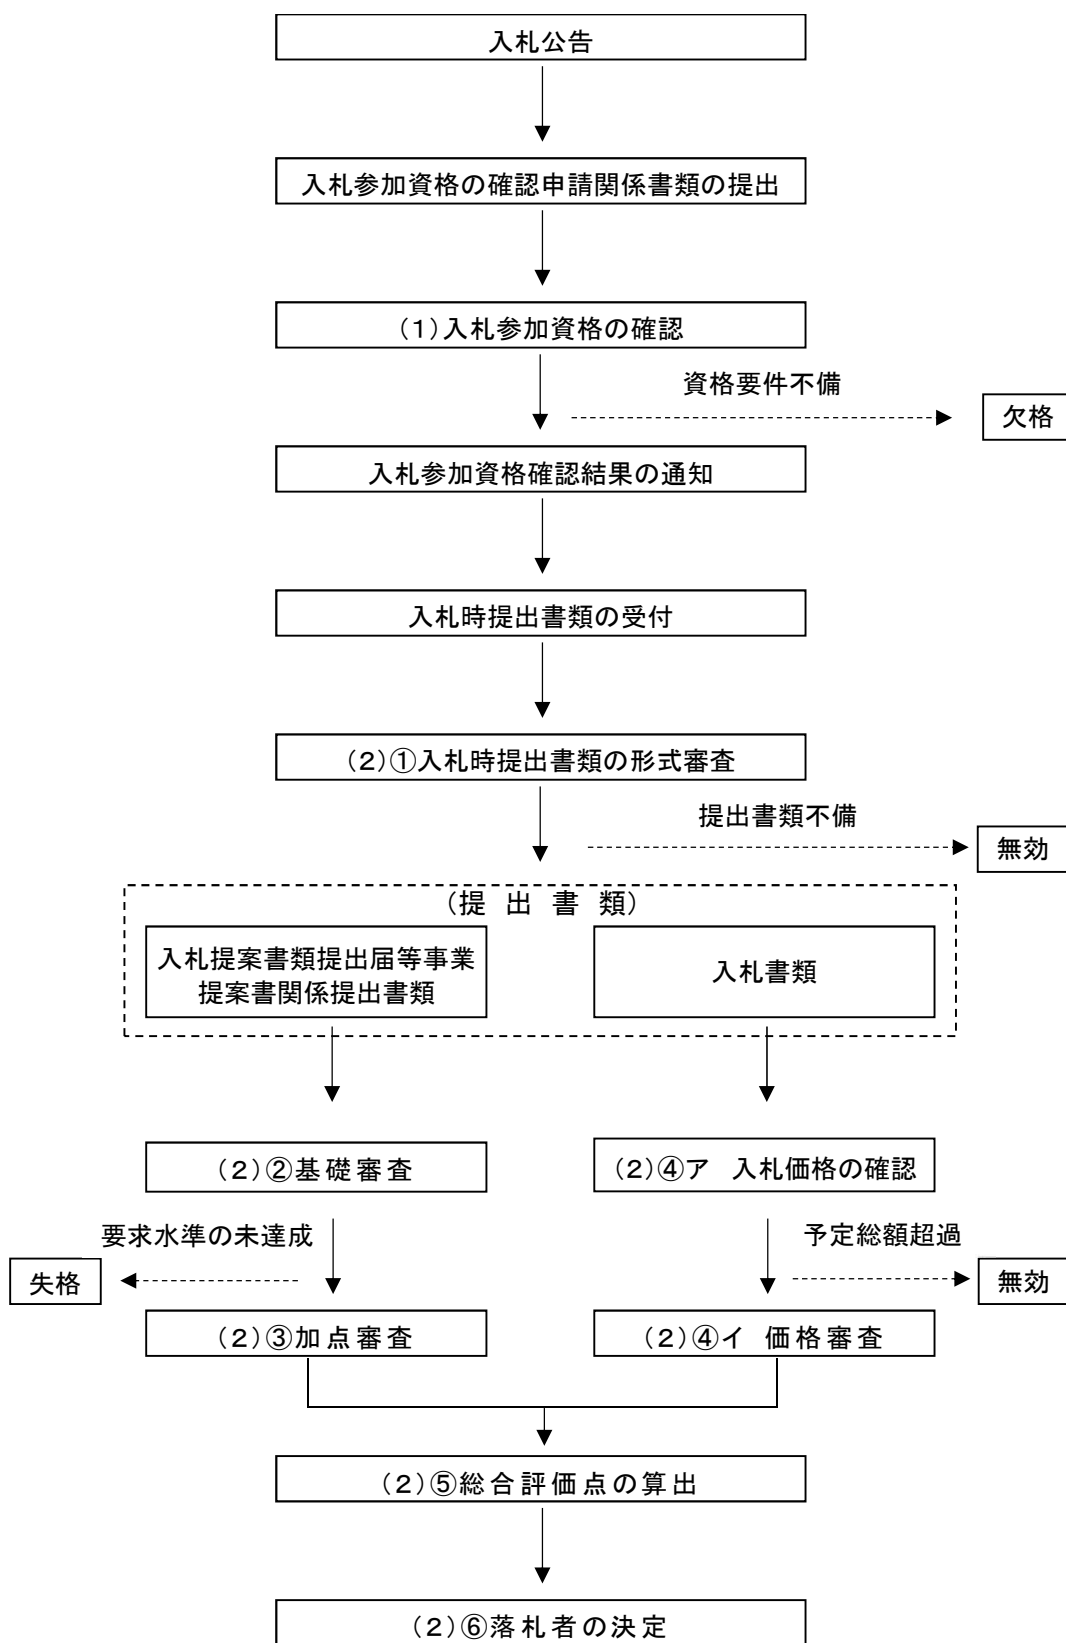 入札公告
入札参加資格の確認申請関係書類の提出
（１）入札参加資格の確認
資格要件不備
欠格
入札参加資格確認結果の通知
入札時提出書類の受付
（２）①入札時提出書類の形式審査
提出書類不備
無効
（提 出 書 類）
入札提案書類提出届等事業
提案書関係提出書類
入札書類
（２）②基礎審査
（２）④ア　入札価格の確認
要求水準の未達成
予定総額超過
失格
無効
（２）③加点審査
（２）④イ　価格審査
（２）⑤総合評価点の算出
（２）⑥落札者の決定